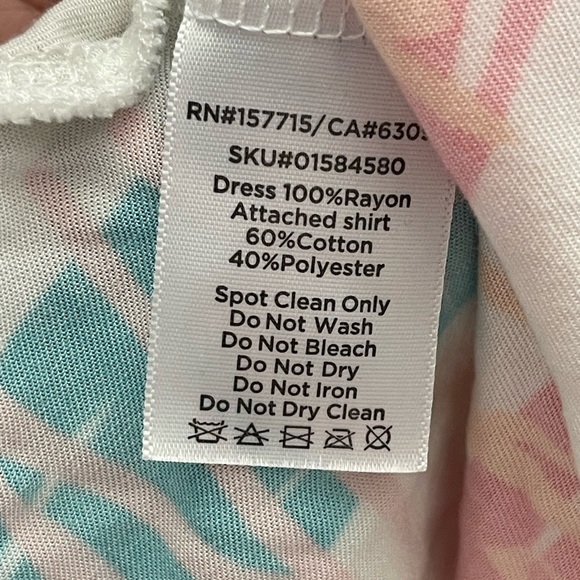 RN#157715/CA#6305
SKU#01584580
Dress 100%Rayon
Attached shirt
60%Cotton
40%Polyester
Spot Clean Only
Do Not Wash
Do Not Bleach
Do Not Dry
Do Not Iron
Do Not Dry Clean